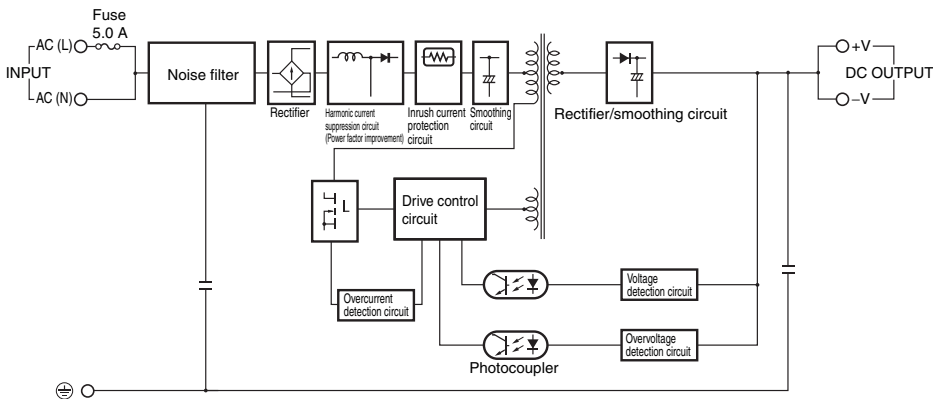 Fuse
5.0 A
AC (L)
INPUT
AC (N)
Noise filter
Rectifier
Harmonic current
suppression circuit
(Power factor improvement)
Inrush current
protection
circuit
Smoothing
circuit
Rectifier/smoothing circuit
+V
DC OUTPUT
–V
Drive control
circuit
Overcurrent
detection circuit
Voltage
detection circuit
Overvoltage
detection circuit
Photocoupler